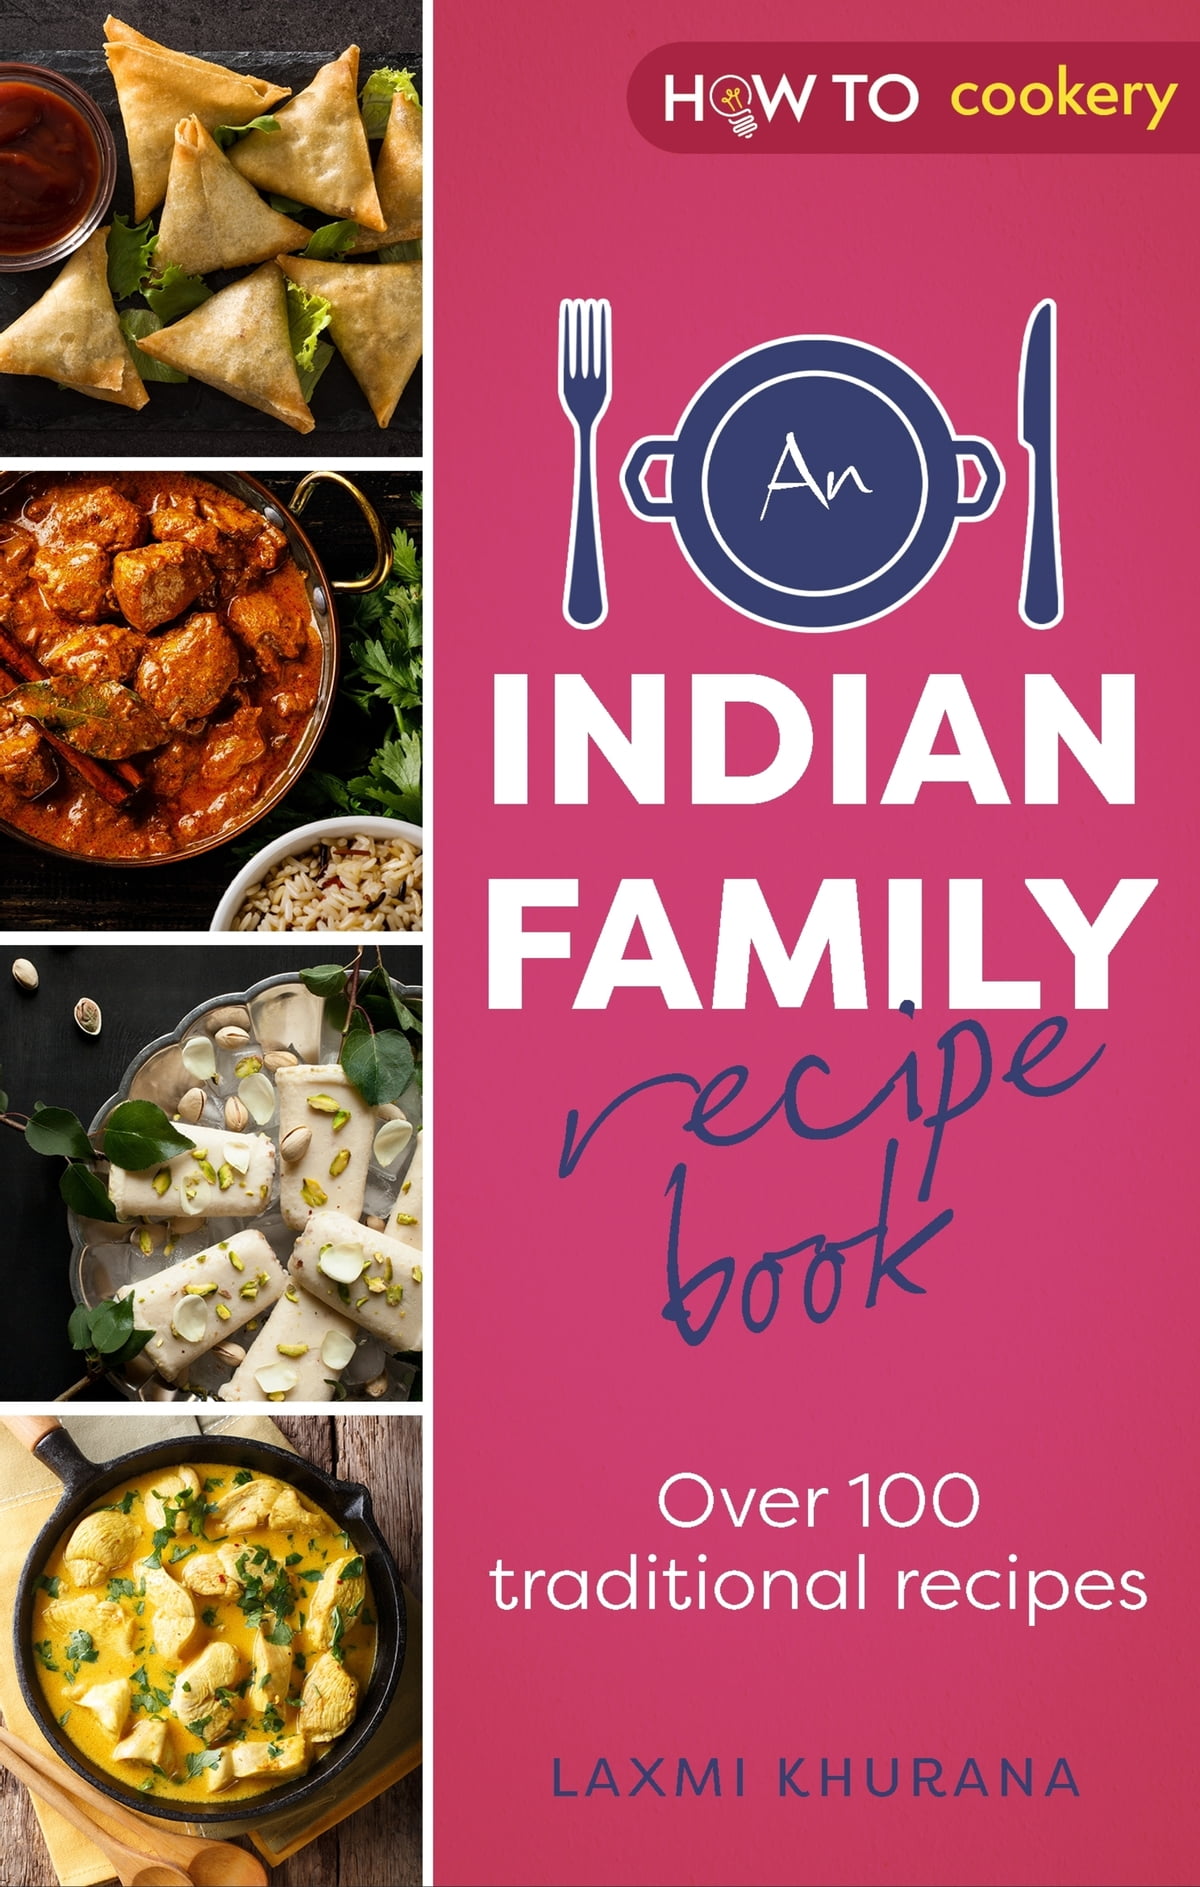 HOW TO cookery
An
INDIAN
FAMILY
recipe
book
Over 100
traditional recipes
LAXMI KHURANA